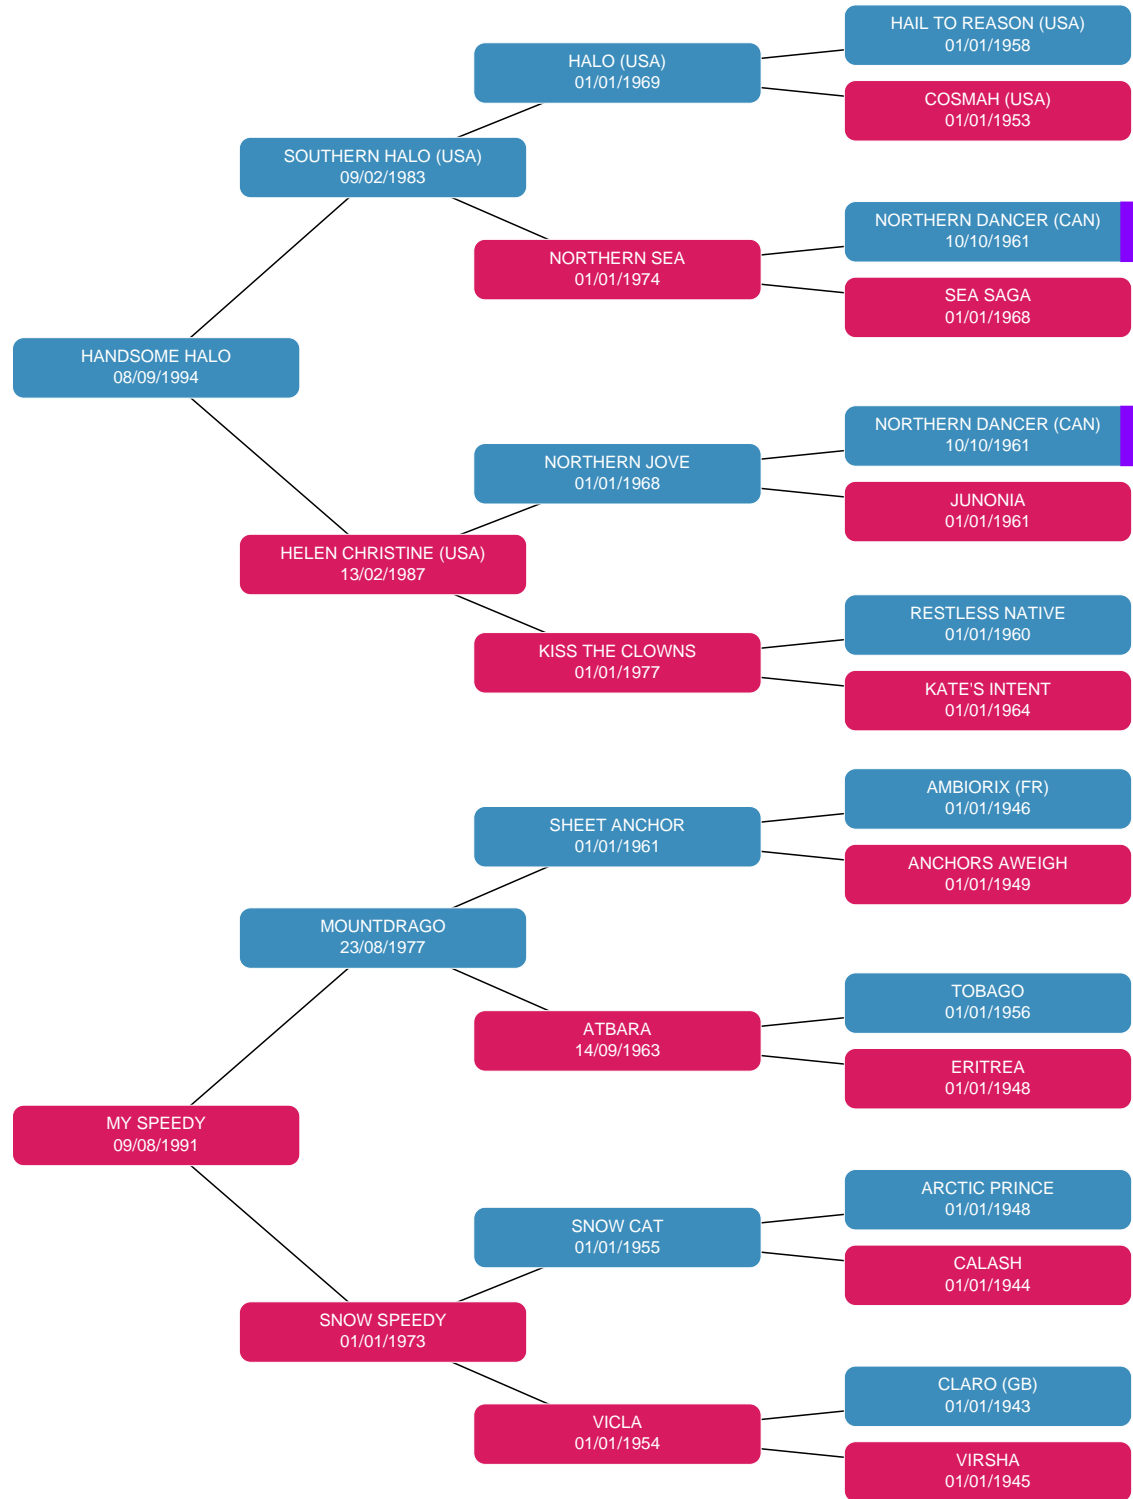 HAIL TO REASON (USA)
01/01/1958
HALO (USA)
01/01/1969
COSMAH (USA)
01/01/1953
SOUTHERN HALO (USA)
09/02/1983
NORTHERN DANCER (CAN)
10/10/1961
NORTHERN SEA
01/01/1974
SEA SAGA
01/01/1968
HANDSOME HALO
08/09/1994
NORTHERN DANCER (CAN)
10/10/1961
NORTHERN JOVE
01/01/1968
JUNONIA
01/01/1961
HELEN CHRISTINE (USA)
13/02/1987
RESTLESS NATIVE
01/01/1960
KISS THE CLOWNS
01/01/1977
KATE'S INTENT
01/01/1964
AMBIORIX (FR)
01/01/1946
SHEET ANCHOR
01/01/1961
ANCHORS AWEIGH
01/01/1949
MOUNTDRAGO
23/08/1977
TOBAGO
01/01/1956
ATBARA
14/09/1963
ERITREA
01/01/1948
MY SPEEDY
09/08/1991
ARCTIC PRINCE
01/01/1948
SNOW CAT
01/01/1955
CALASH
01/01/1944
SNOW SPEEDY
01/01/1973
CLARO (GB)
01/01/1943
VICLA
01/01/1954
VIRSHA
01/01/1945